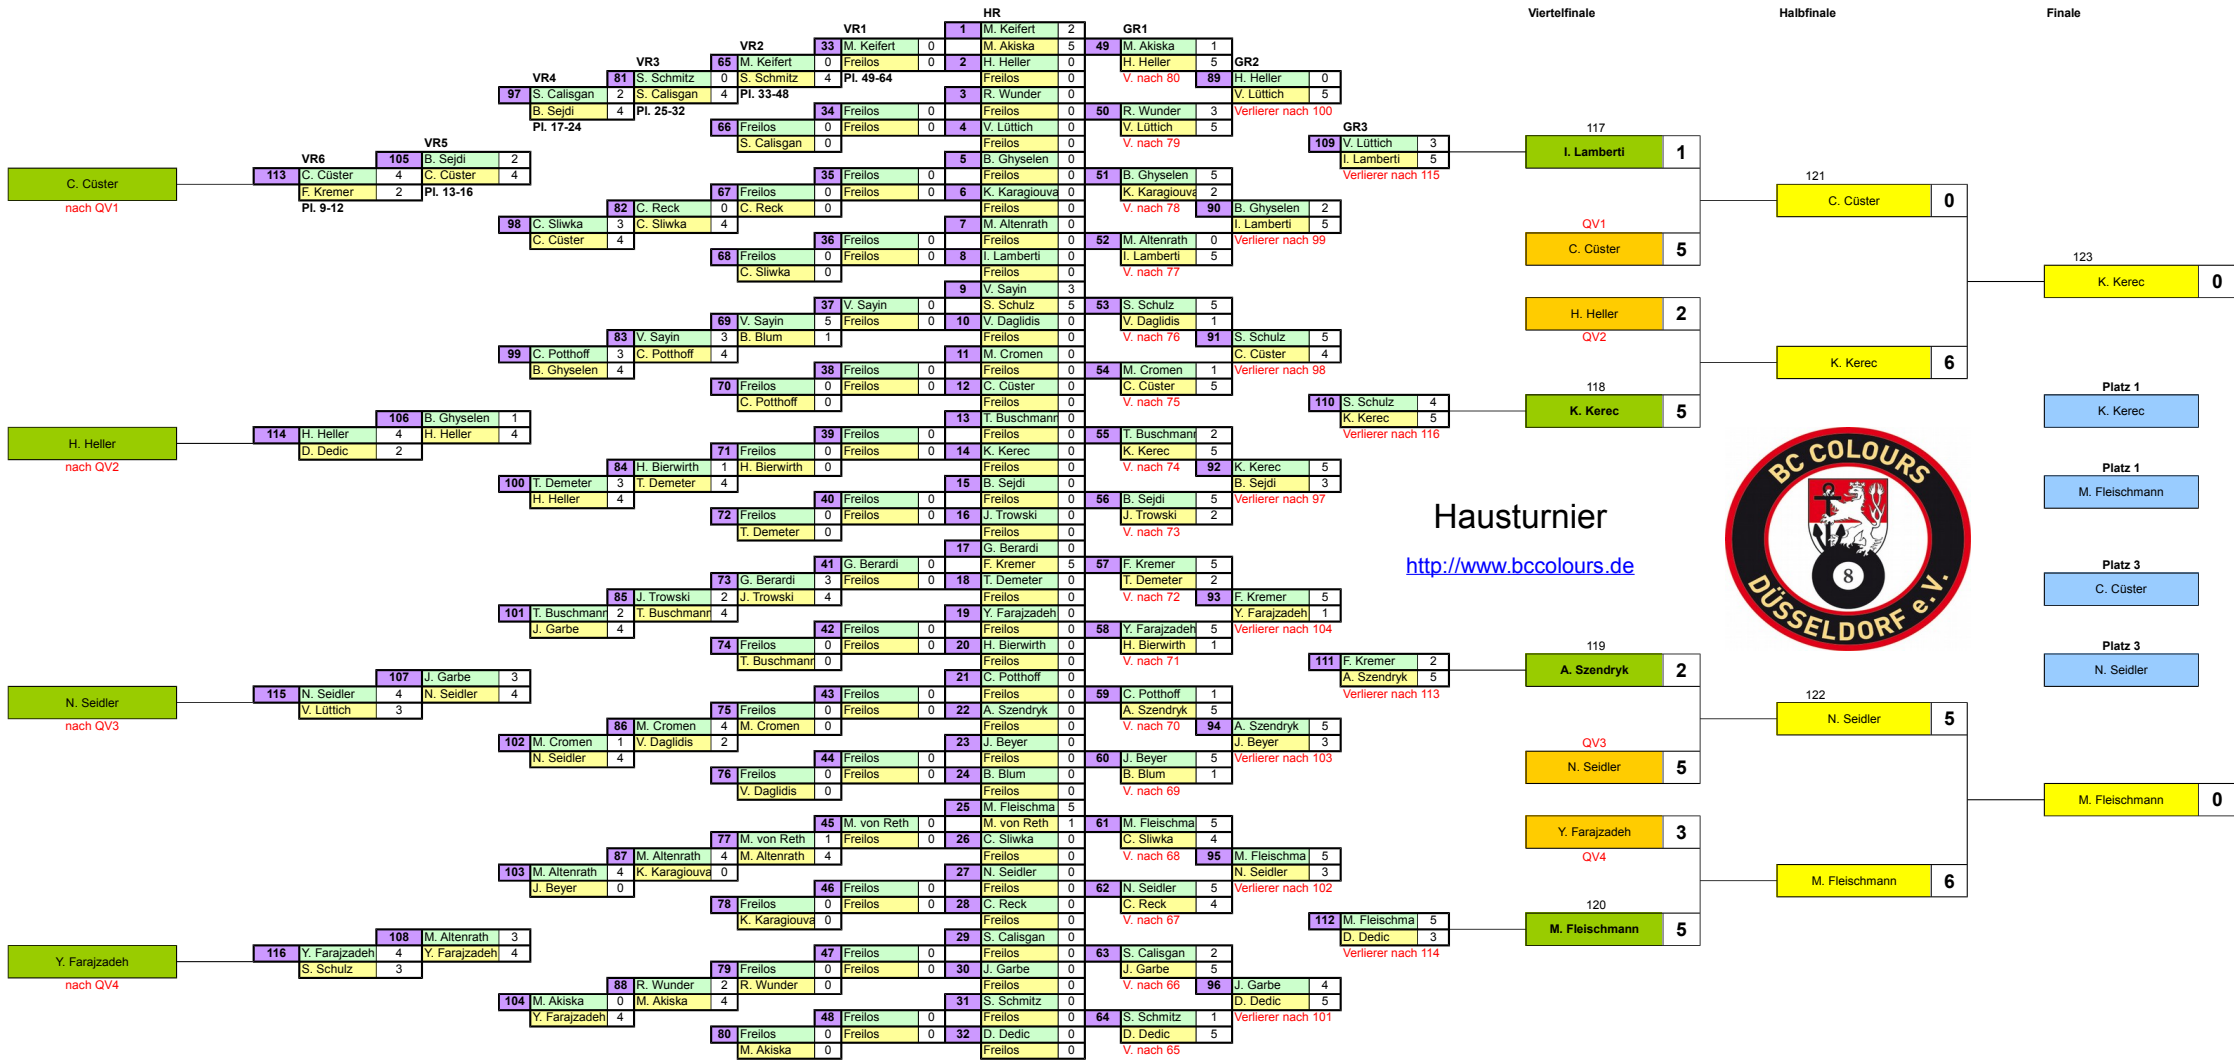 HR
Viertelfinale
Halbfinale
Finale
VR1
1 M. Keifert 2
GR1
VR2
33 M. Keifert 0
M. Akiska 5
49 M. Akiska 1
VR3
65 M. Keifert 0
Freilos 0
2 H. Heller 0
H. Heller 5
GR2
VR4
81 S. Schmitz 0
S. Schmitz 4
Pl. 49-64
Freilos 0
V. nach 80
89 H. Heller 0
97 S. Calisgan 2
S. Calisgan 4
Pl. 33-48
3 R. Wunder 0
V. Lüttich 5
B. Sejdi 4
Pl. 25-32
34 Freilos 0
Freilos 0
50 R. Wunder 3
Verlierer nach 100
Pl. 17-24
66 Freilos 0
Freilos 0
4 V. Lüttich 0
V. Lüttich 5
GR3
117
VR5
S. Calisgan 0
Freilos 0
V. nach 79
109 V. Lüttich 3
I. Lamberti 1
VR6
105 B. Sejdi 2
5 B. Ghyselen 0
I. Lamberti 5
C. Cüster
113 C. Cüster 4
C. Cüster 4
35 Freilos 0
Freilos 0
51 B. Ghyselen 5
Verlierer nach 115
121
F. Kremer 2
Pl. 13-16
67 Freilos 0
Freilos 0
6 K. Karagiouva 0
K. Karagiouva 2
C. Cüster 0
nach QV1
Pl. 9-12
82 C. Reck 0
C. Reck 0
Freilos 0
V. nach 78
90 B. Ghyselen 2
98 C. Sliwka 3
C. Sliwka 4
7 M. Altenrath 0
I. Lamberti 5
QV1
C. Cüster 4
36 Freilos 0
Freilos 0
52 M. Altenrath 0
Verlierer nach 99
C. Cüster 5
68 Freilos 0
Freilos 0
8 I. Lamberti 0
I. Lamberti 5
123
C. Sliwka 0
Freilos 0
V. nach 77
K. Kerec 0
9 V. Sayin 3
37 V. Sayin 0
S. Schulz 5
53 S. Schulz 5
H. Heller 2
69 V. Sayin 5
Freilos 0
10 V. Daglidis 0
V. Daglidis 1
QV2
83 V. Sayin 3
B. Blum 1
Freilos 0
V. nach 76
91 S. Schulz 5
99 C. Potthoff 3
C. Potthoff 4
11 M. Cromen 0
C. Cüster 4
K. Kerec 6
B. Ghyselen 4
38 Freilos 0
Freilos 0
54 M. Cromen 1
Verlierer nach 98
70 Freilos 0
Freilos 0
12 C. Cüster 0
C. Cüster 5
118
Platz 1
C. Potthoff 0
Freilos 0
V. nach 75
110 S. Schulz 4
K. Kerec 5
K. Kerec
106 B. Ghyselen 1
13 T. Buschmann 0
K. Kerec 5
H. Heller
114 H. Heller 4
H. Heller 4
39 Freilos 0
Freilos 0
55 T. Buschmann 2
Verlierer nach 116
D. Dedic 2
71 Freilos 0
Freilos 0
14 K. Kerec 0
K. Kerec 5
nach QV2
84 H. Bierwirth 1
H. Bierwirth 0
Freilos 0
V. nach 74
92 K. Kerec 5
Platz 1
100 T. Demeter 3
T. Demeter 4
15 B. Sejdi 0
B. Sejdi 3
M. Fleischmann
H. Heller 4
40 Freilos 0
Freilos 0
56 B. Sejdi 5
Verlierer nach 97
72 Freilos 0
Freilos 0
16 J. Trowski 0
J. Trowski 2
Hausturnier
T. Demeter 0
Freilos 0
V. nach 73
17 G. Berardi 0
41 G. Berardi 0
F. Kremer 5
57 F. Kremer 5
http://www.bccolours.de
BC COLOURS
8
DÜSSELDORF e.V.
73 G. Berardi 3
Freilos 0
18 T. Demeter 0
T. Demeter 2
Platz 3
85 J. Trowski 2
J. Trowski 4
Freilos 0
V. nach 72
93 F. Kremer 5
C. Cüster
101 T. Buschmann 2
T. Buschmann 4
19 Y. Farajzadeh 0
Y. Farajzadeh 1
J. Garbe 4
42 Freilos 0
Freilos 0
58 Y. Farajzadeh 5
Verlierer nach 104
74 Freilos 0
Freilos 0
20 H. Bierwirth 0
H. Bierwirth 1
119
Platz 3
T. Buschmann 0
Freilos 0
V. nach 71
111 F. Kremer 2
A. Szendryk 2
N. Seidler
107 J. Garbe 3
21 C. Potthoff 0
A. Szendryk 5
N. Seidler
115 N. Seidler 4
N. Seidler 4
43 Freilos 0
Freilos 0
59 C. Potthoff 1
Verlierer nach 113
122
V. Lüttich 3
75 Freilos 0
Freilos 0
22 A. Szendryk 0
A. Szendryk 5
N. Seidler 5
nach QV3
86 M. Cromen 4
M. Cromen 0
Freilos 0
V. nach 70
94 A. Szendryk 5
102 M. Cromen 1
V. Daglidis 2
23 J. Beyer 0
J. Beyer 3
QV3
N. Seidler 4
44 Freilos 0
Freilos 0
60 J. Beyer 5
Verlierer nach 103
N. Seidler 5
76 Freilos 0
Freilos 0
24 B. Blum 0
B. Blum 1
V. Daglidis 0
Freilos 0
V. nach 69
M. Fleischmann 0
25 M. Fleischma 5
45 M. von Reth 0
M. von Reth 1
61 M. Fleischma 5
Y. Farajzadeh 3
77 M. von Reth 1
Freilos 0
26 C. Sliwka 0
C. Sliwka 4
QV4
87 M. Altenrath 4
M. Altenrath 4
Freilos 0
V. nach 68
95 M. Fleischma 5
103 M. Altenrath 4
K. Karagiouva 0
27 N. Seidler 0
N. Seidler 3
M. Fleischmann 6
J. Beyer 0
46 Freilos 0
Freilos 0
62 N. Seidler 5
Verlierer nach 102
78 Freilos 0
Freilos 0
28 C. Reck 0
C. Reck 4
120
K. Karagiouva 0
Freilos 0
V. nach 67
112 M. Fleischma 5
M. Fleischmann 5
108 M. Altenrath 3
29 S. Calisgan 0
D. Dedic 3
Y. Farajzadeh
116 Y. Farajzadeh 4
Y. Farajzadeh 4
47 Freilos 0
Freilos 0
63 S. Calisgan 2
Verlierer nach 114
S. Schulz 3
79 Freilos 0
Freilos 0
30 J. Garbe 0
J. Garbe 5
nach QV4
88 R. Wunder 2
R. Wunder 0
Freilos 0
V. nach 66
96 J. Garbe 4
104 M. Akiska 0
M. Akiska 4
31 S. Schmitz 0
D. Dedic 5
Y. Farajzadeh 4
48 Freilos 0
Freilos 0
64 S. Schmitz 1
Verlierer nach 101
80 Freilos 0
Freilos 0
32 D. Dedic 0
D. Dedic 5
M. Akiska 0
Freilos 0
V. nach 65